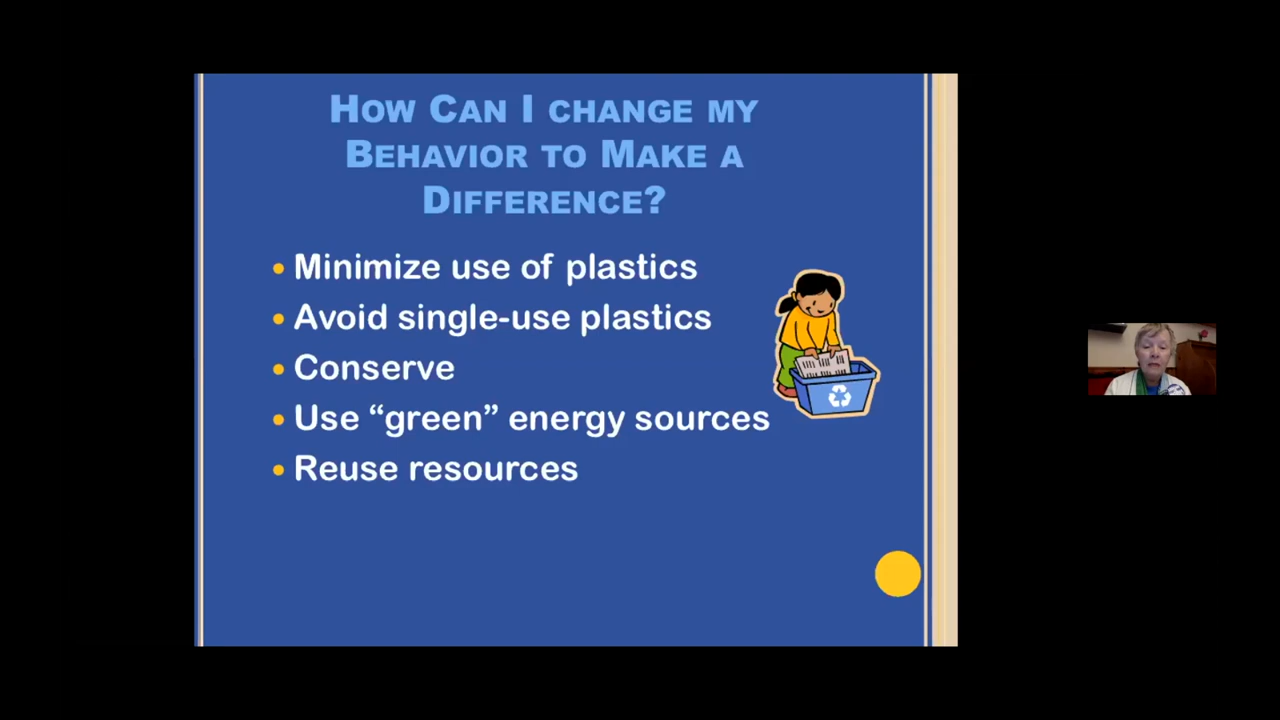 How Can I change my
Behavior to Make a
Difference?
Minimize use of plastics
Avoid single-use plastics
Conserve
Use “green” energy sources
Reuse resources